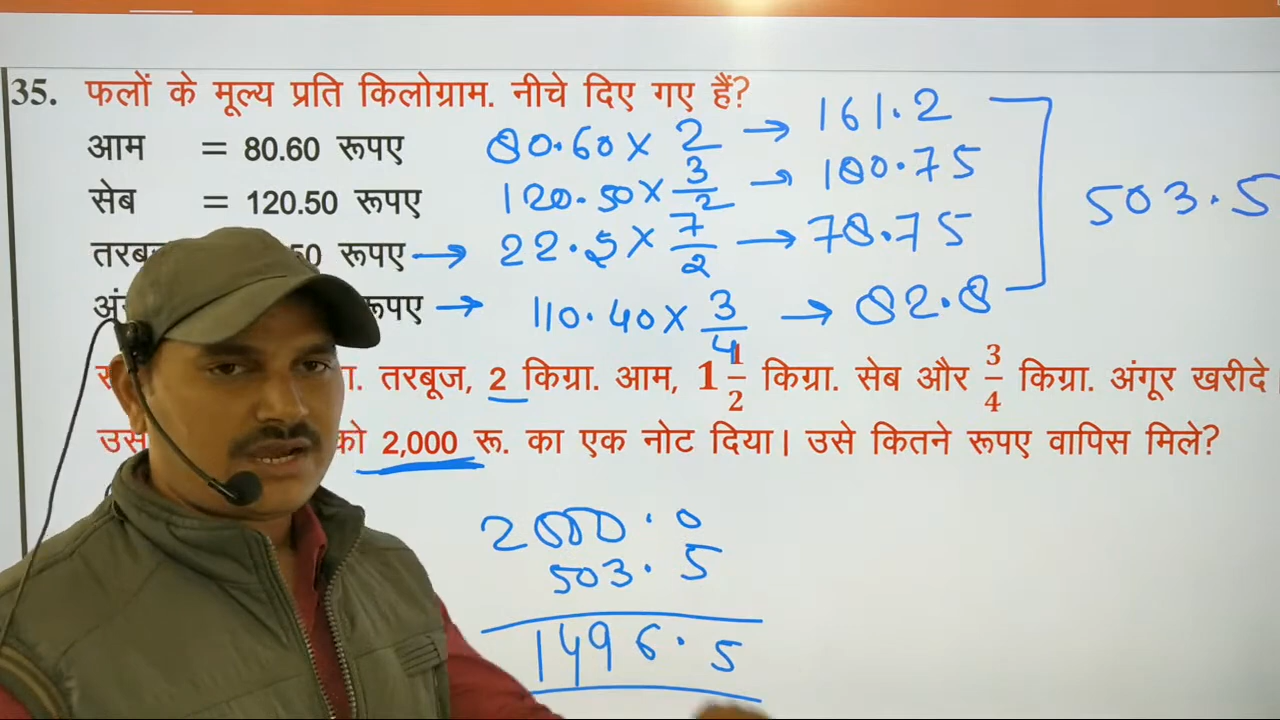 35. फलों के मूल्य प्रति किलोग्राम. नीचे दिए गए हैं?
आम = 80.60 रूपए 80.60 × 2 → 161.2
सेब = 120.50 रूपए 120.50 × 3/2 → 180.75
रूपए → 22.5 × 7/2 → 78.75
503.5
रूपए → 110.40 × 3/4 → 82.8
तरबूज, 2 किग्रा. आम, 1 1/2 किग्रा. सेब और 3/4 किग्रा. अंगूर खरीदे
को 2,000 रू. का एक नोट दिया। उसे कितने रूपए वापिस मिले?
2000.0
503.5
1496.5